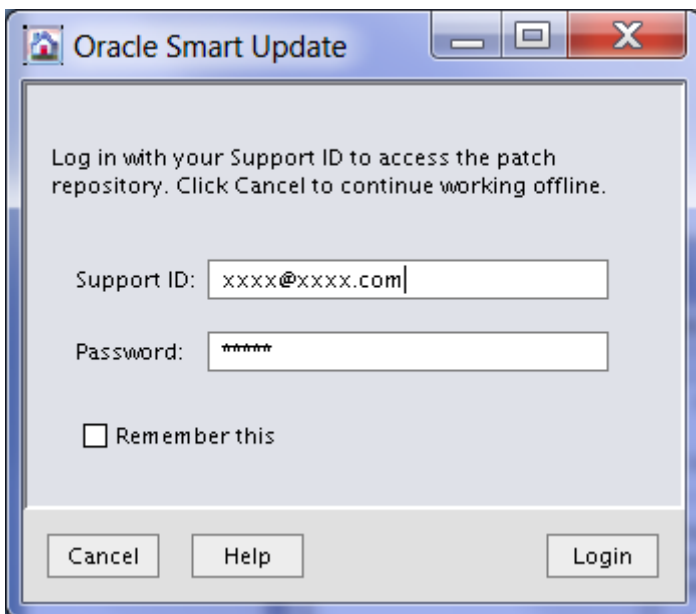 Oracle Smart Update
Log in with your Support ID to access the patch
repository. Click Cancel to continue working offline.
Support ID: xxxx@xxxx.com
Password: *****
Remember this
Cancel Help Login